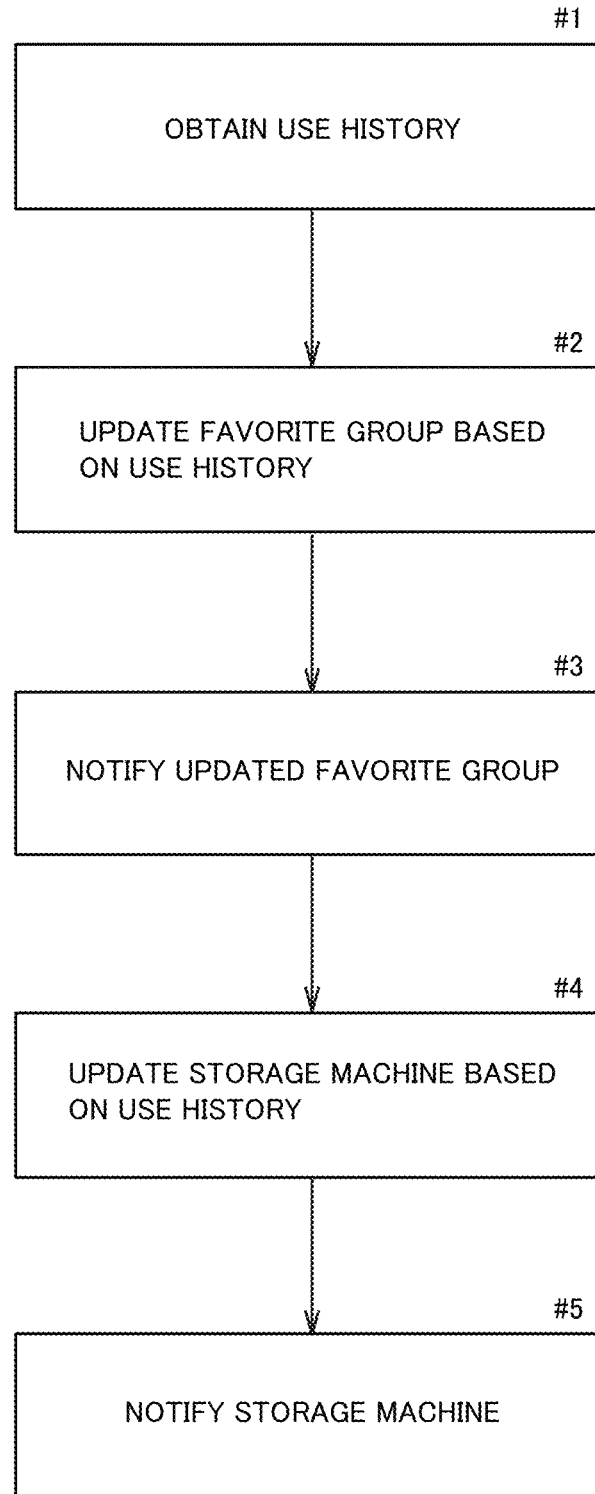 #1
OBTAIN USE HISTORY
#2
UPDATE FAVORITE GROUP BASED
ON USE HISTORY
#3
NOTIFY UPDATED FAVORITE GROUP
#4
UPDATE STORAGE MACHINE BASED
ON USE HISTORY
#5
NOTIFY STORAGE MACHINE